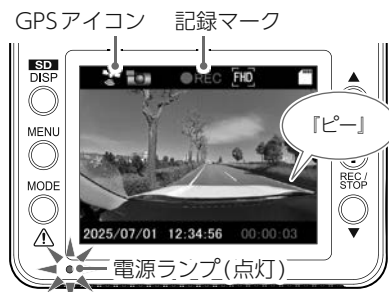 GPSアイコン 記録マーク
SD
DISP
REC FHD
MENU
『ピー』
MODE
REC /
STOP
2025/07/01 12:34:56 00:00:03
電源ランプ(点灯)